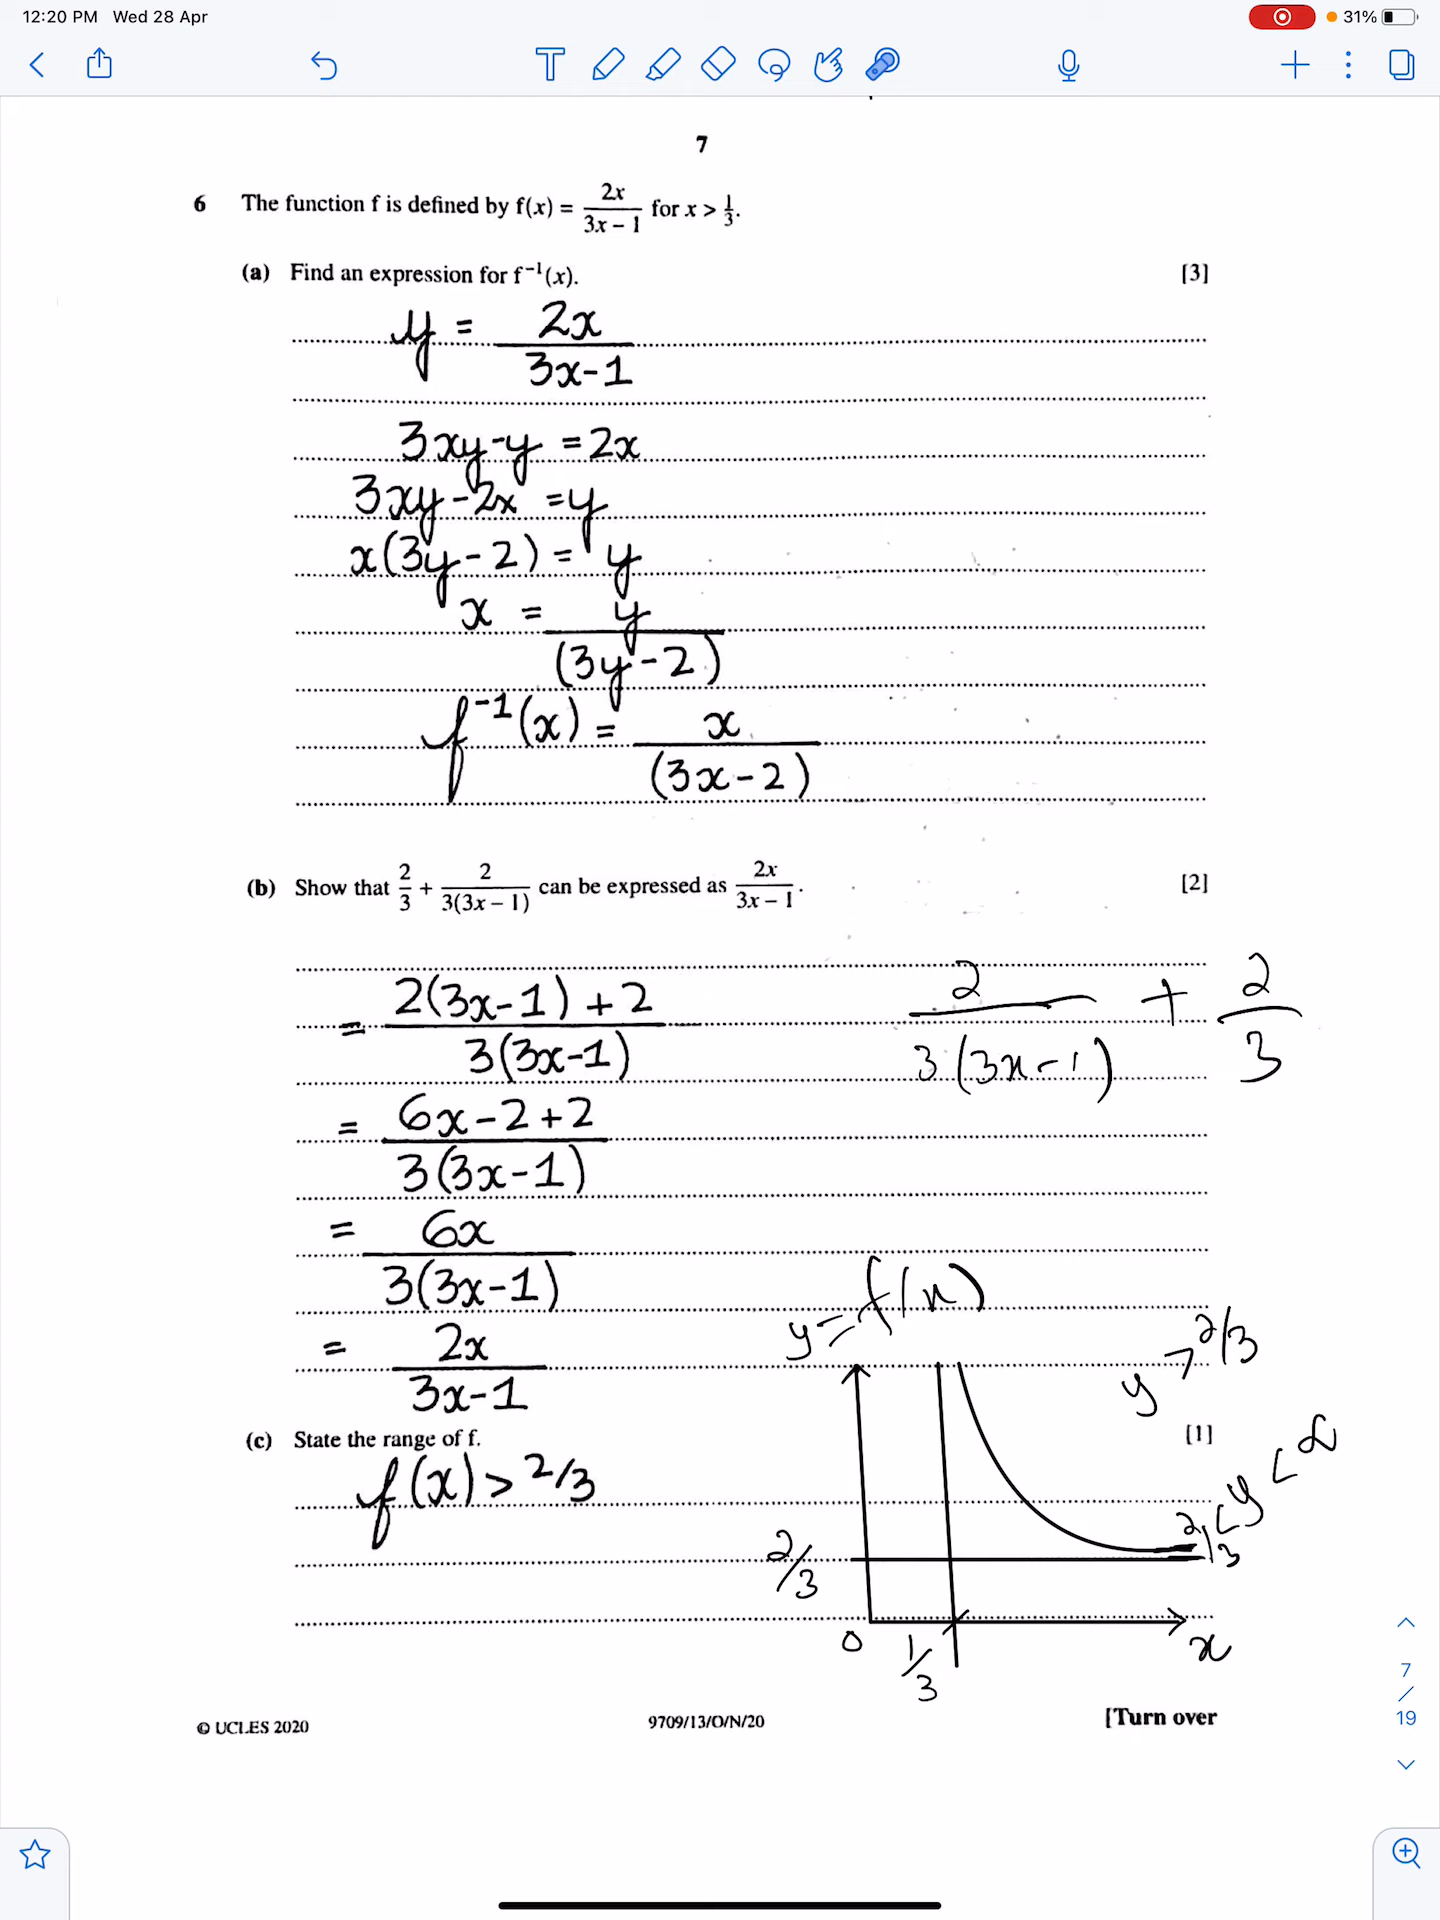 12:20 PM Wed 28 Apr
31%
7
6 The function f is defined by f(x) = 2x/(3x − 1) for x > 1/3.
(a) Find an expression for f⁻¹(x). [3]
y = 2x/(3x-1)
3xy-y = 2x
3xy-2x = y
x(3y-2) = y
x = y/(3y-2)
f⁻¹(x) = x/(3x-2)
(b) Show that 2/3 + 2/(3(3x − 1)) can be expressed as 2x/(3x − 1). [2]
= (2(3x-1)+2)/(3(3x-1))
2/(3(3x-1)) + 2/3
= (6x-2+2)/(3(3x-1))
= 6x/(3(3x-1))
= 2x/(3x-1)
y = f(x)
y > 2/3
(c) State the range of f. [1]
f(x) > 2/3
2/3 < y < ∞
2/3
0 1/3 x
7
/
19
© UCLES 2020 9709/13/O/N/20 [Turn over